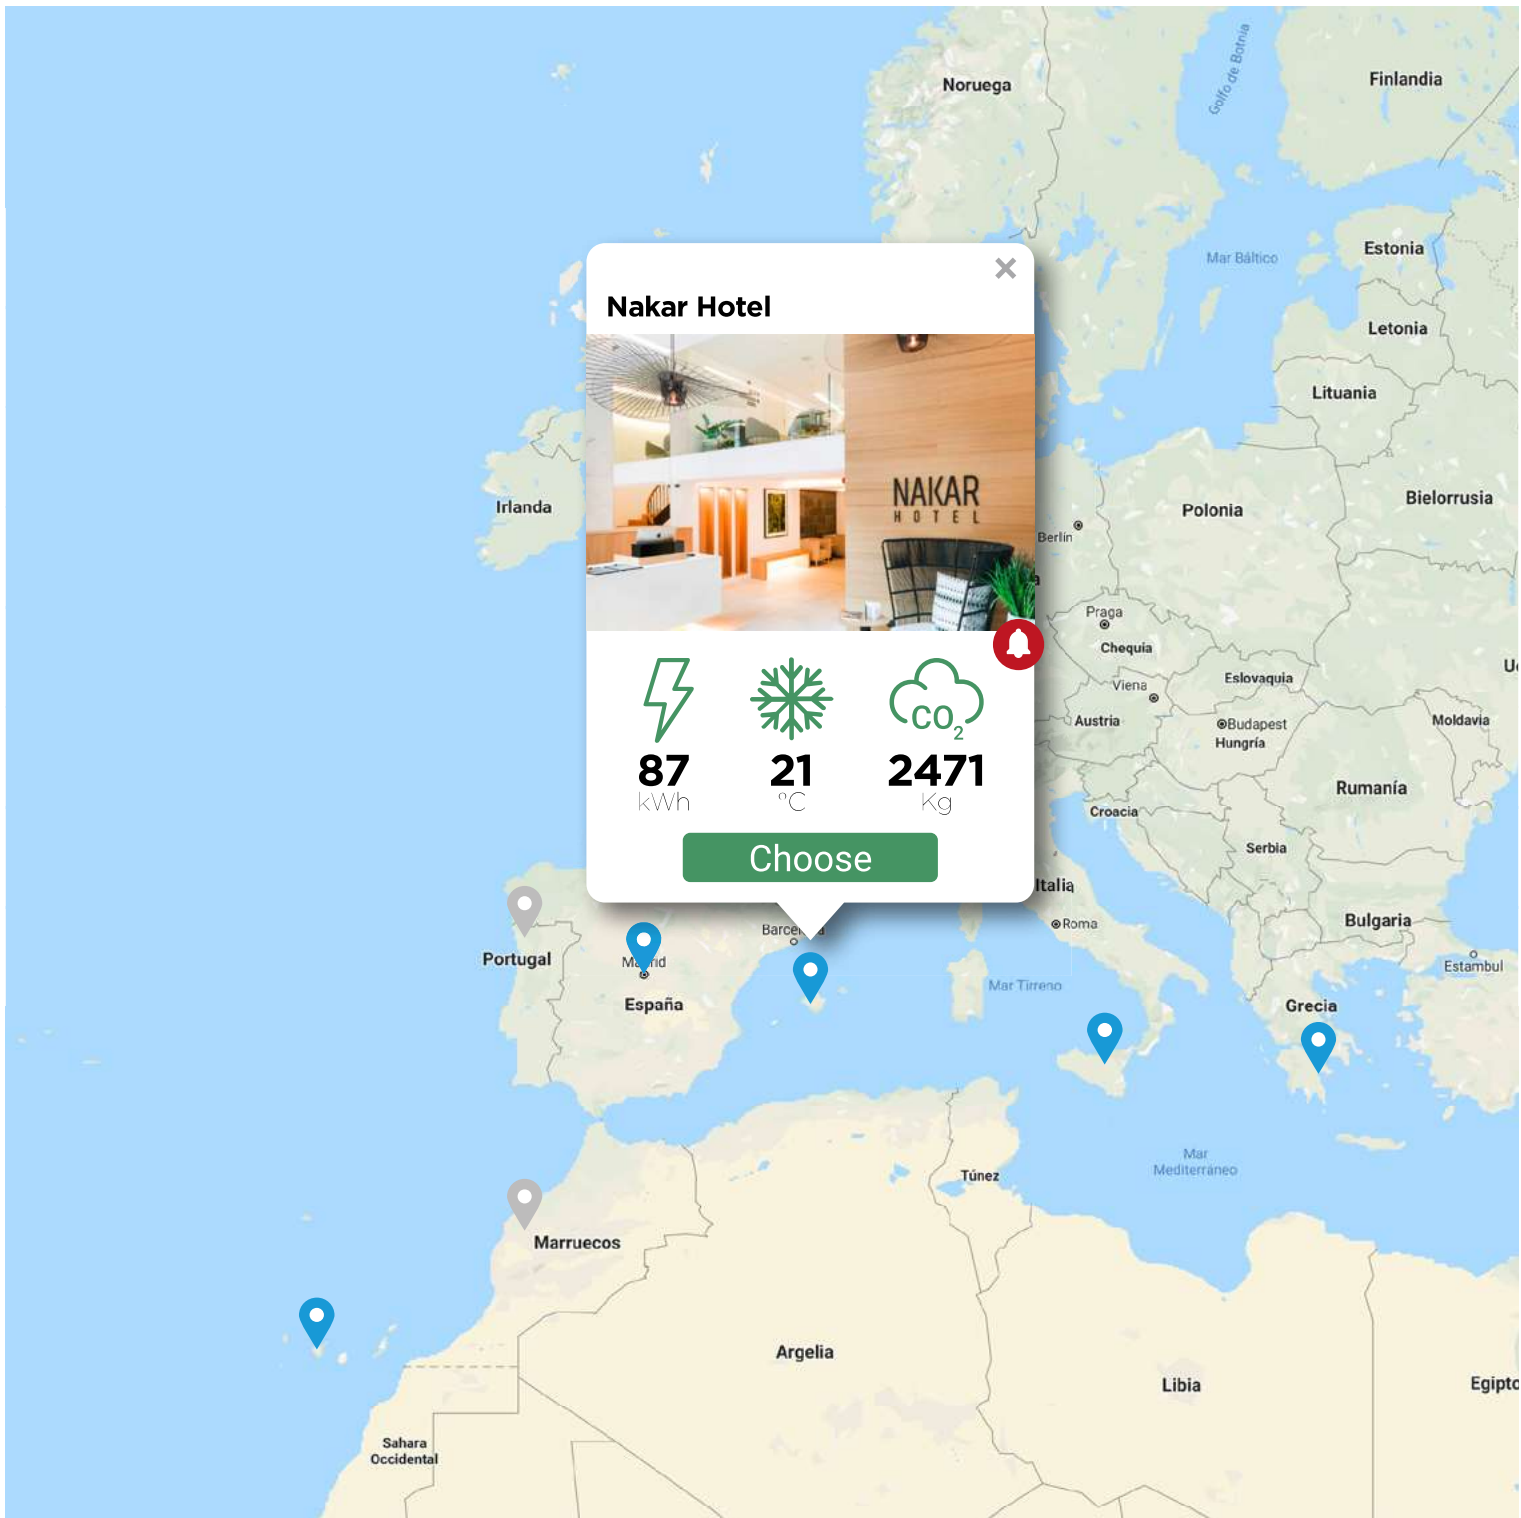 Noruega
Finlandia
Golfo de Botnia
Estonia
Mar Báltico
Nakar Hotel
Letonia
Lituania
NAKAR
HOTEL
Irlanda
Polonia
Bielorrusia
Berlín
Praga
Chequia
Eslovaquia
Viena
Austria
Budapest
Hungría
Moldavia
CO2
87
21
2471
kWh
°C
Kg
Rumanía
Croacia
Serbia
Choose
Italia
Roma
Bulgaria
Portugal
Madrid
España
Mar Tirreno
Estambul
Grecia
Mar
Mediterráneo
Túnez
Marruecos
Argelia
Libia
Egipto
Sahara
Occidental